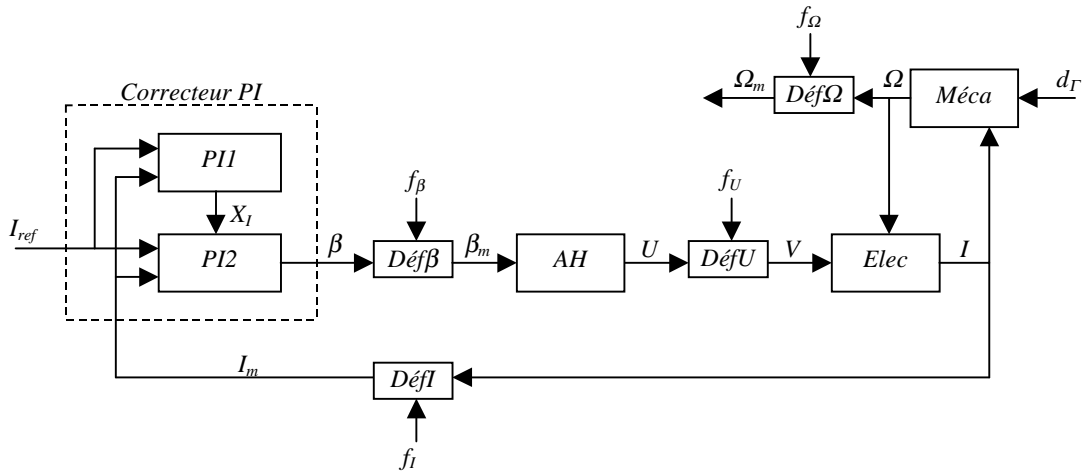 f_Ω
Correcteur PI
Ω_m
DéfΩ
Ω
Méca
d_Γ
PI1
f_β
f_U
I_ref
X_I
PI2
β
Défβ
β_m
AH
U
DéfU
V
Elec
I
I_m
DéfI
f_I